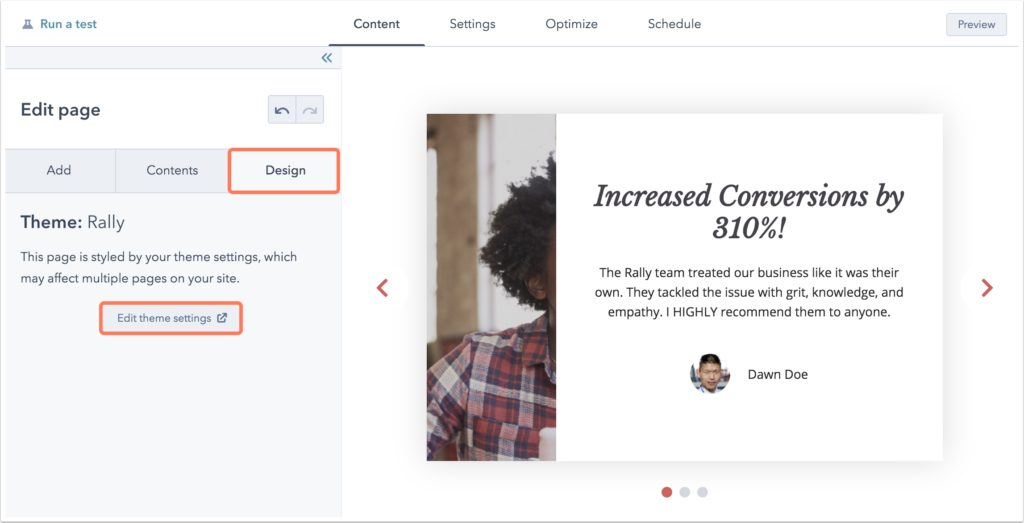 Run a test
Content
Settings
Optimize
Schedule
Preview
Edit page
Add
Contents
Design
Theme: Rally
This page is styled by your theme settings, which
may affect multiple pages on your site.
Edit theme settings
Increased Conversions by
310%!
The Rally team treated our business like it was their
own. They tackled the issue with grit, knowledge, and
empathy. I HIGHLY recommend them to anyone.
Dawn Doe